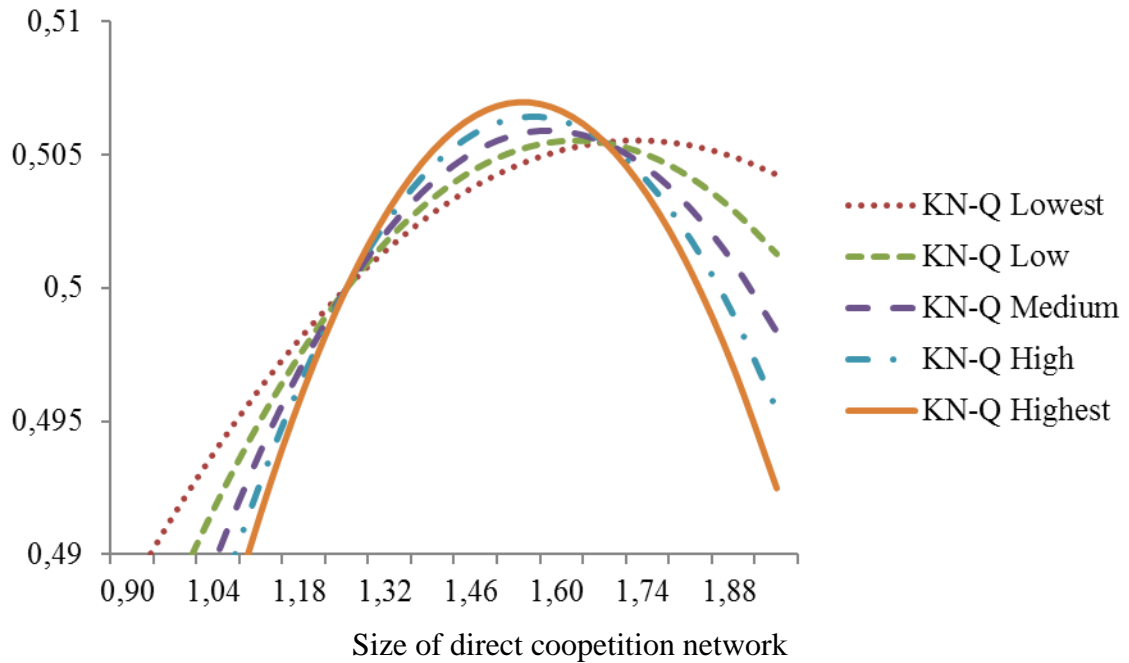 0,51
0,505
0,5
0,495
0,49
0,90 1,04 1,18 1,32 1,46 1,60 1,74 1,88
Size of direct coopetition network
KN-Q Lowest
KN-Q Low
KN-Q Medium
KN-Q High
KN-Q Highest